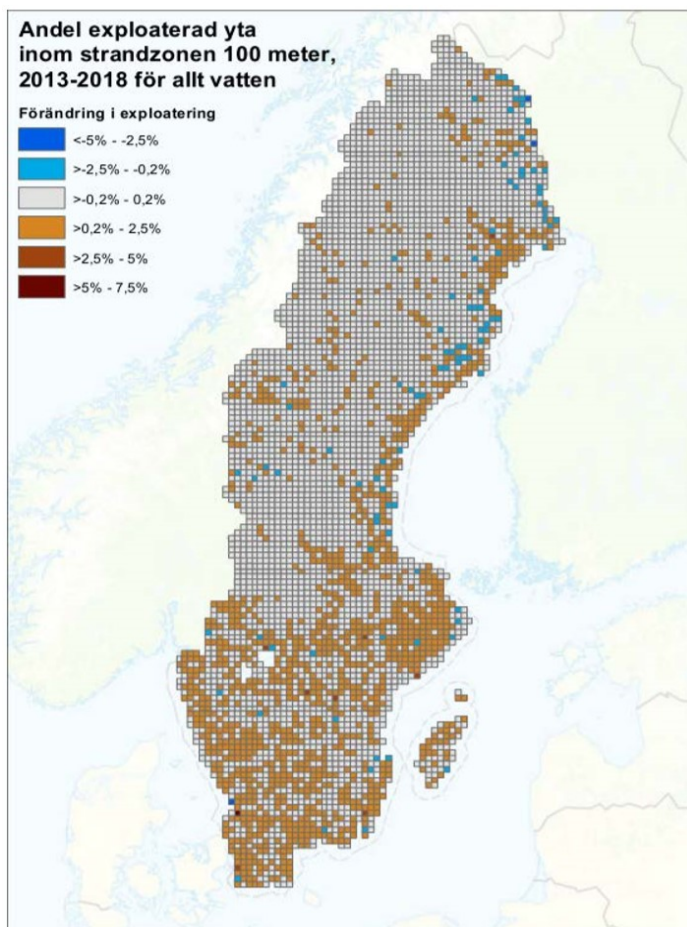 Andel exploaterad yta
inom strandzonen 100 meter,
2013-2018 för allt vatten
Förändring i exploatering
<-5% - -2,5%
>-2,5% - -0,2%
>-0,2% - 0,2%
>0,2% - 2,5%
>2,5% - 5%
>5% - 7,5%